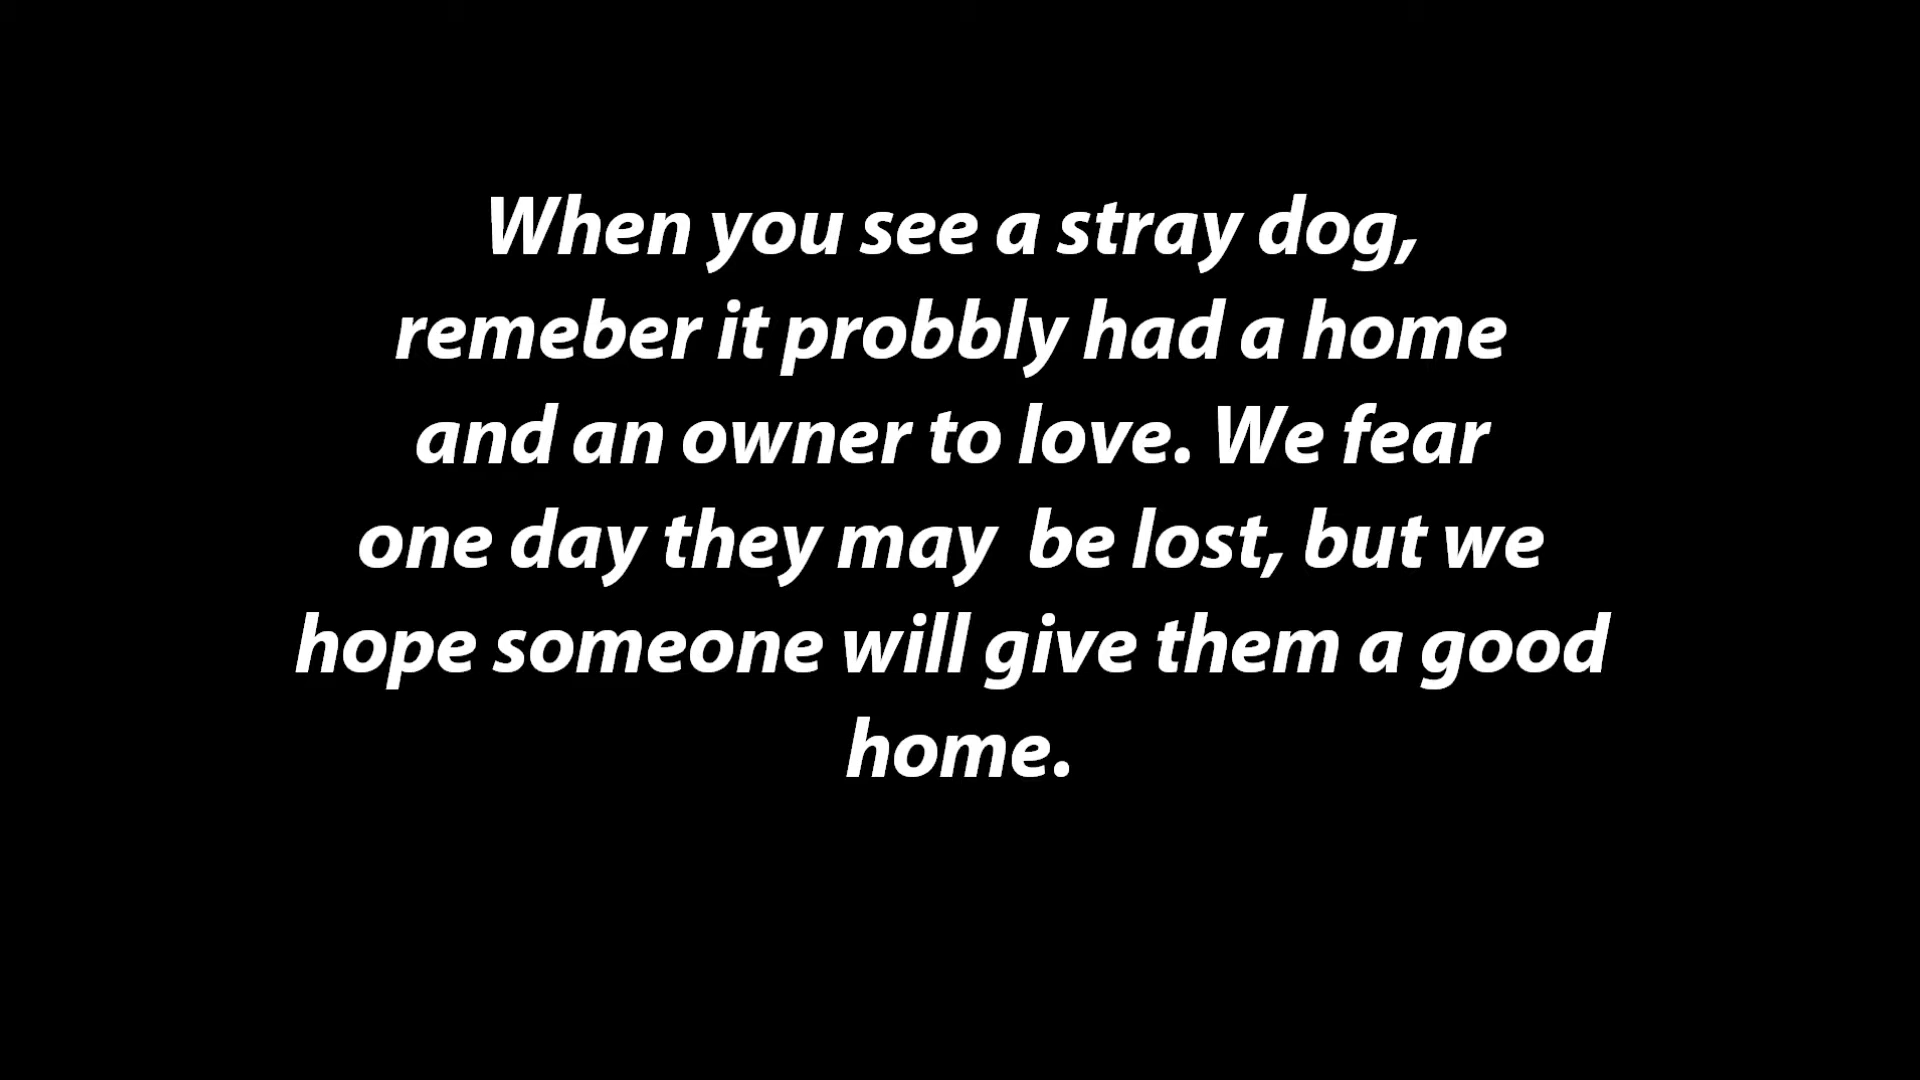 When you see a stray dog,
remeber it probbly had a home
and an owner to love. We fear
one day they may  be lost, but we
hope someone will give them a good
home.